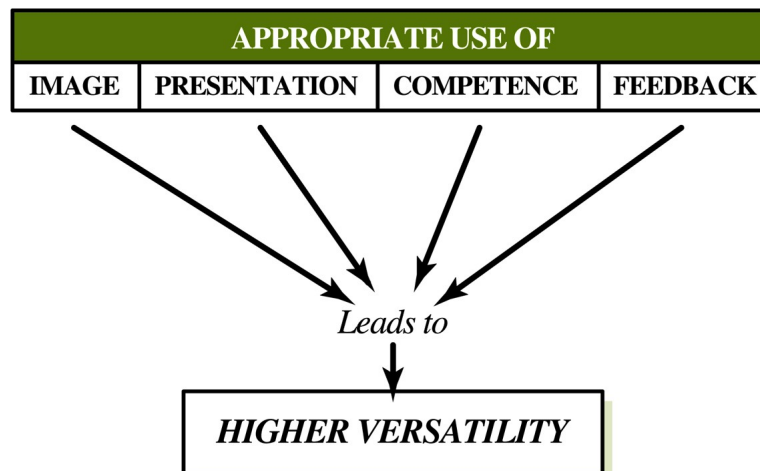 APPROPRIATE USE OF
IMAGE PRESENTATION COMPETENCE FEEDBACK
Leads to
HIGHER VERSATILITY